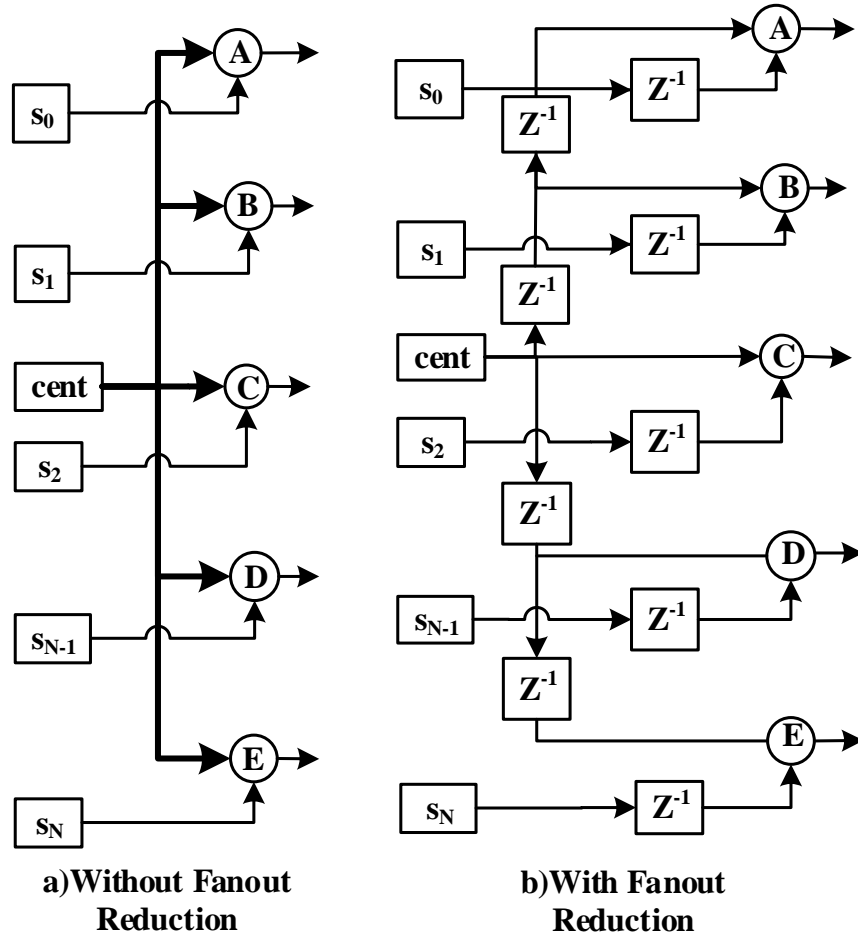 A
s₀
B
s₁
cent
C
s₂
D
sN-1
E
sN
a)Without Fanout
Reduction
A
s₀
Z⁻¹
Z⁻¹
B
s₁
Z⁻¹
Z⁻¹
cent
C
s₂
Z⁻¹
Z⁻¹
D
sN-1
Z⁻¹
Z⁻¹
E
sN
Z⁻¹
b)With Fanout
Reduction